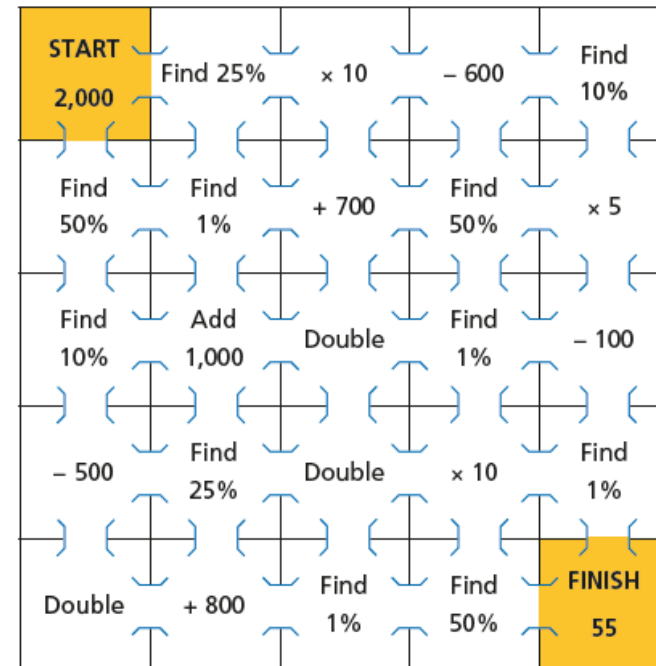 START
2,000
Find 25%
× 10
− 600
Find
10%
Find
50%
Find
1%
+ 700
Find
50%
× 5
Find
10%
Add
1,000
Double
Find
1%
− 100
− 500
Find
25%
Double
× 10
Find
1%
Double
+ 800
Find
1%
Find
50%
FINISH
55